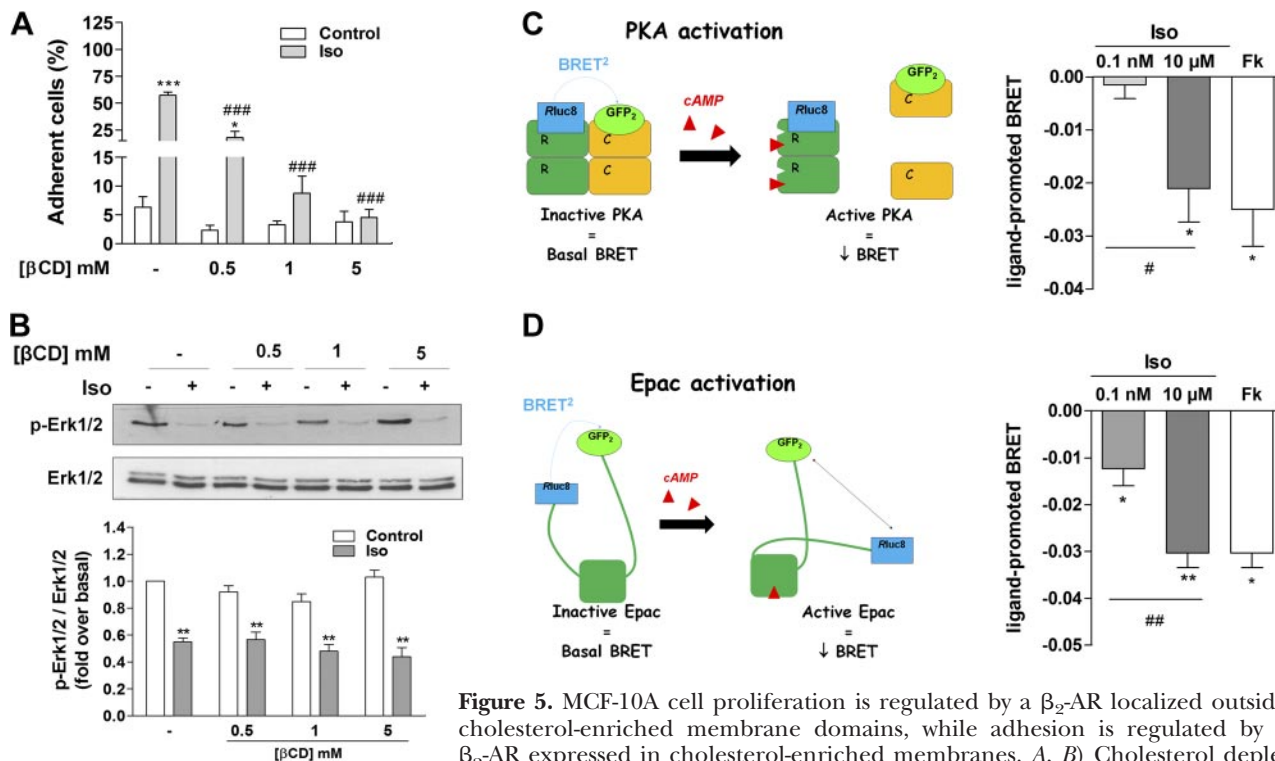 A
Adherent cells (%)
125
100
75
50
25
15
10
5
0
Control
Iso
***
###
*
###
###
[βCD] mM
- 0.5 1 5
B
[βCD] mM - 0.5 1 5
Iso - + - + - + - +
p-Erk1/2
Erk1/2
p-Erk1/2 / Erk1/2
(fold over basal)
1.4
1.2
1.0
0.8
0.6
0.4
0.2
0.0
Control
Iso
** ** ** **
- 0.5 1 5
[βCD] mM
C
PKA activation
BRET²
Rluc8
GFP₂
R C
R C
Inactive PKA
=
Basal BRET
cAMP
Rluc8
R
R
GFP₂
C
C
Active PKA
=
↓ BRET
Iso
0.1 nM 10 μM Fk
ligand-promoted BRET
0.00
-0.01
-0.02
-0.03
-0.04
*
*
#
D
Epac activation
BRET²
GFP₂
Rluc8
Inactive Epac
=
Basal BRET
cAMP
GFP₂
Rluc8
Active Epac
=
↓ BRET
Iso
0.1 nM 10 μM Fk
ligand-promoted BRET
0.00
-0.01
-0.02
-0.03
-0.04
-0.05
*
**
*
##
Figure 5. MCF-10A cell proliferation is regulated by a β₂-AR localized outsid
cholesterol-enriched membrane domains, while adhesion is regulated by
β₂-AR expressed in cholesterol-enriched membranes. A, B) Cholesterol deple